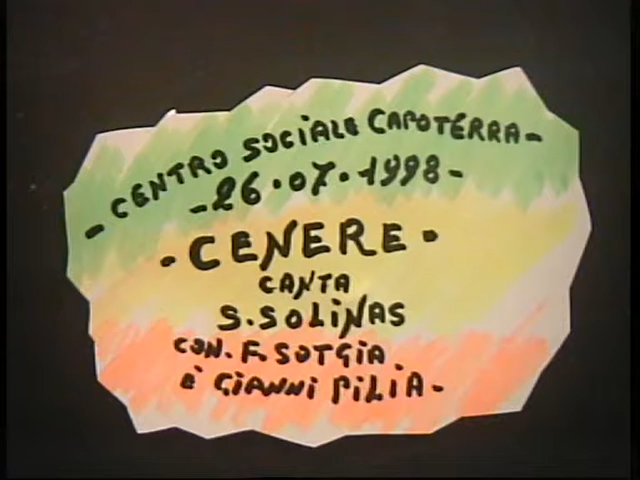 - CENTRO SOCIALE CAPOTERRA -
- 26.07.1998 -
• CENERE •
CANTA
S. SOLINAS
CON. F. SOTGIA.
E GIANNI PILIA -